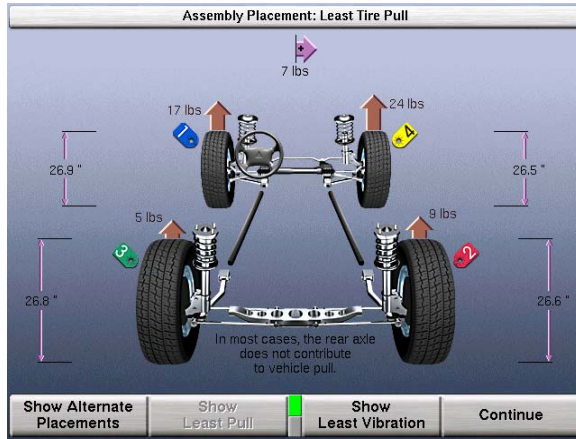 Assembly Placement: Least Tire Pull
+
7 lbs
17 lbs
24 lbs
1
4
26.9 "
26.5 "
5 lbs
9 lbs
3
2
26.8 "
26.6 "
In most cases, the rear axle
does not contribute
to vehicle pull.
Show Alternate
Placements
Show
Least Pull
Show
Least Vibration
Continue